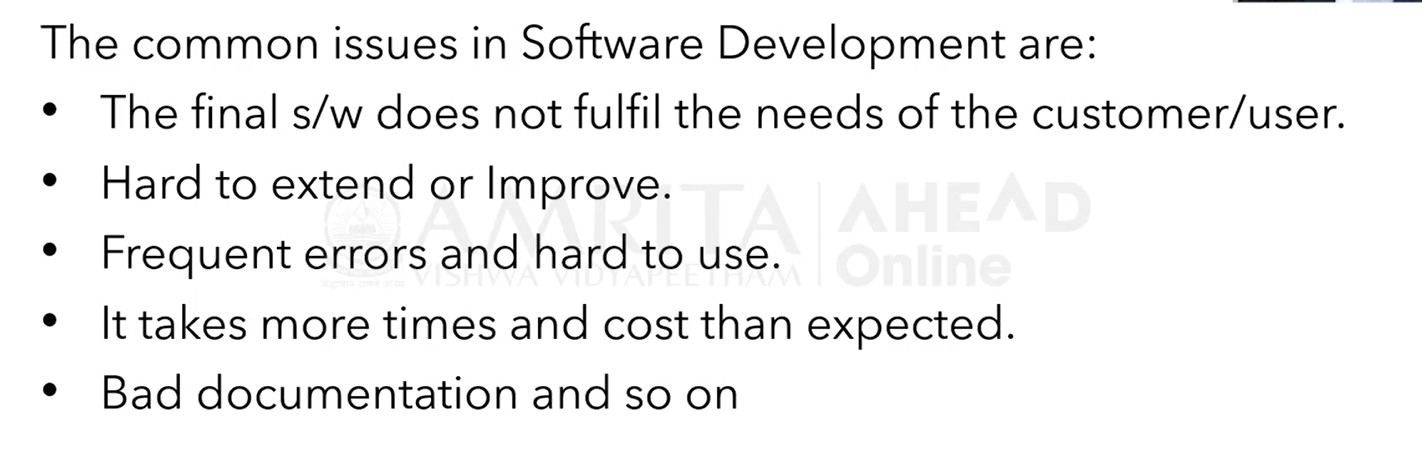 The common issues in Software Development are:
• The final s/w does not fulfil the needs of the customer/user.
• Hard to extend or Improve.
• Frequent errors and hard to use.
• It takes more times and cost than expected.
• Bad documentation and so on
AMRITA
VISHWA VIDYAPEETHAM
AHEAD
Online